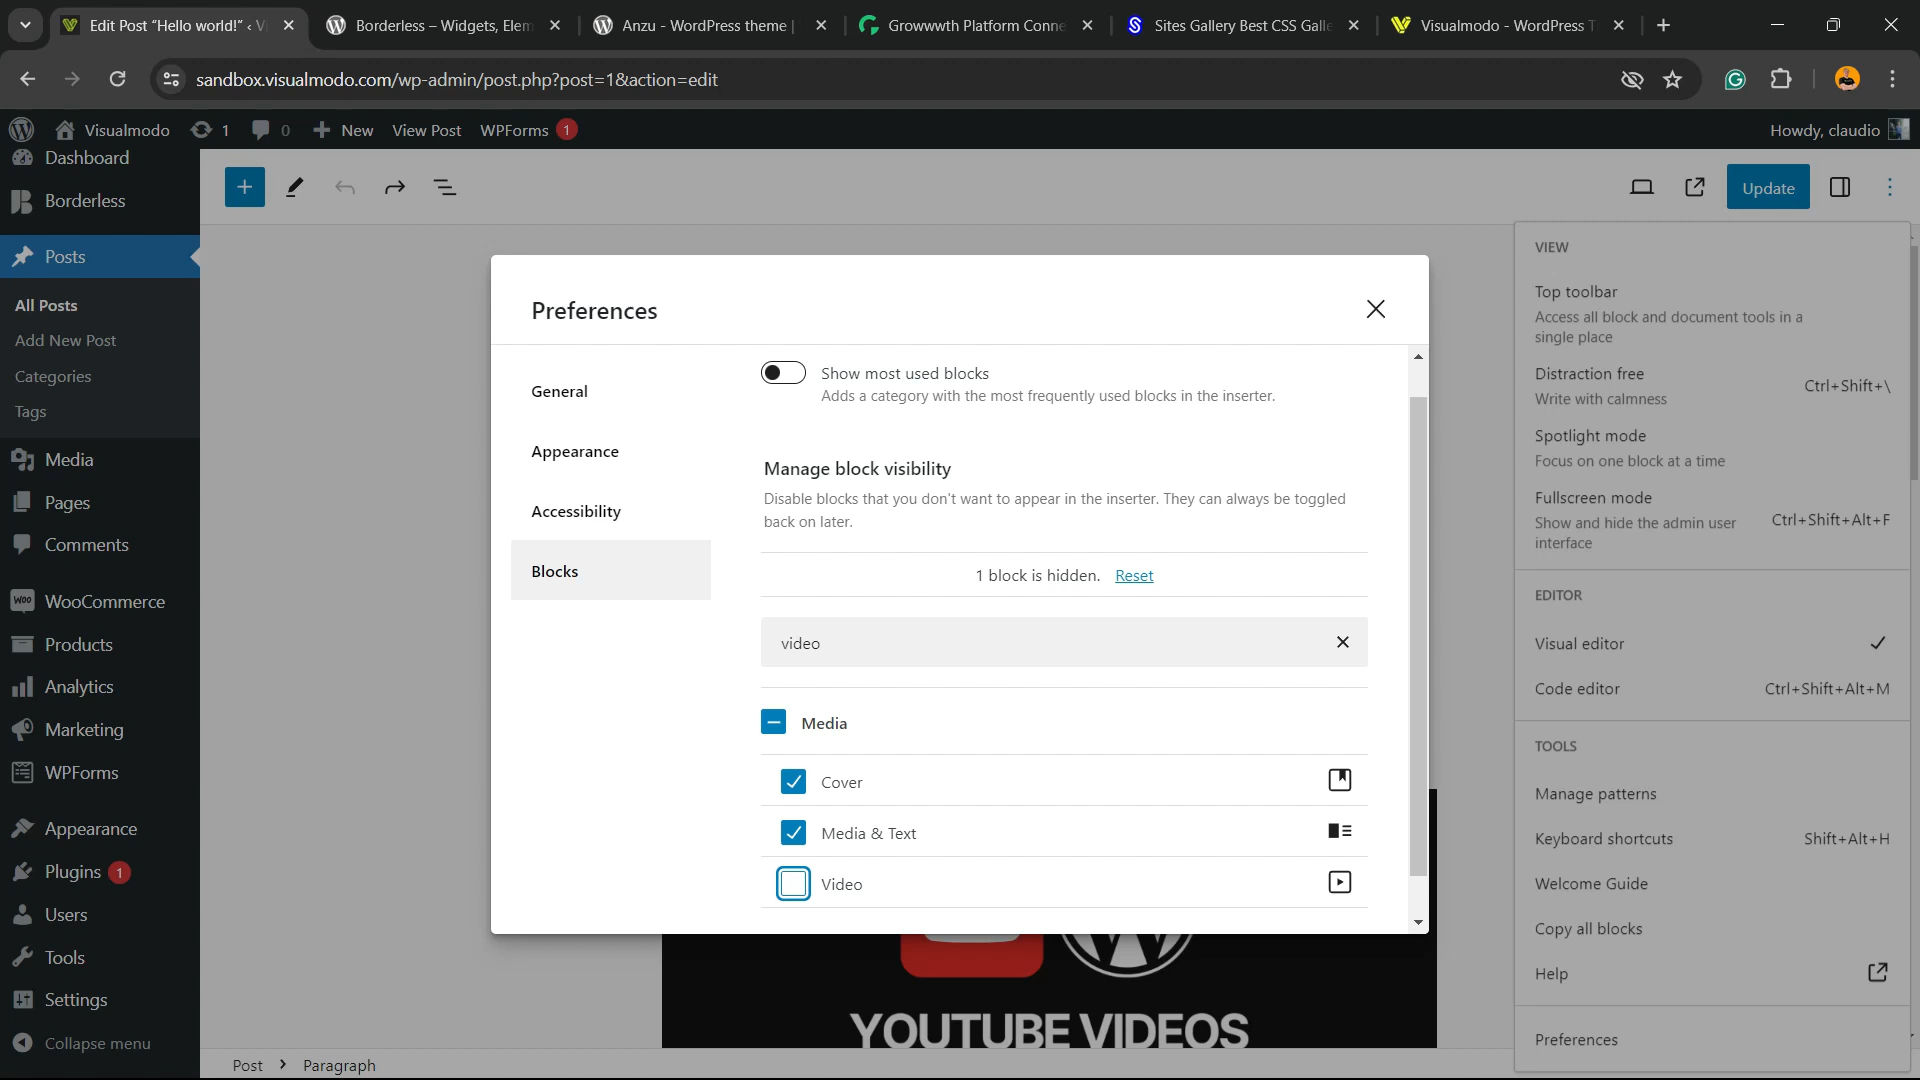 Edit Post “Hello world!” ‹ V
Borderless – Widgets, Elem
Anzu - WordPress theme |
Growwwth Platform Conne
Sites Gallery Best CSS Galle
Visualmodo - WordPress T
sandbox.visualmodo.com/wp-admin/post.php?post=1&action=edit
Visualmodo
1
0
New
View Post
WPForms 1
Howdy, claudio
Dashboard
Borderless
Posts
All Posts
Add New Post
Categories
Tags
Media
Pages
Comments
Woo WooCommerce
Products
Analytics
Marketing
WPForms
Appearance
Plugins 1
Users
Tools
Settings
Collapse menu
Update
Preferences
General
Appearance
Accessibility
Blocks
Show most used blocks
Adds a category with the most frequently used blocks in the inserter.
Manage block visibility
Disable blocks that you don't want to appear in the inserter. They can always be toggled
back on later.
1 block is hidden. Reset
video
Media
Cover
Media & Text
Video
YOUTUBE VIDEOS
Post
Paragraph
VIEW
Top toolbar
Access all block and document tools in a
single place
Distraction free
Ctrl+Shift+\
Write with calmness
Spotlight mode
Focus on one block at a time
Fullscreen mode
Show and hide the admin user
interface
Ctrl+Shift+Alt+F
EDITOR
Visual editor
Code editor
Ctrl+Shift+Alt+M
TOOLS
Manage patterns
Keyboard shortcuts
Shift+Alt+H
Welcome Guide
Copy all blocks
Help
Preferences